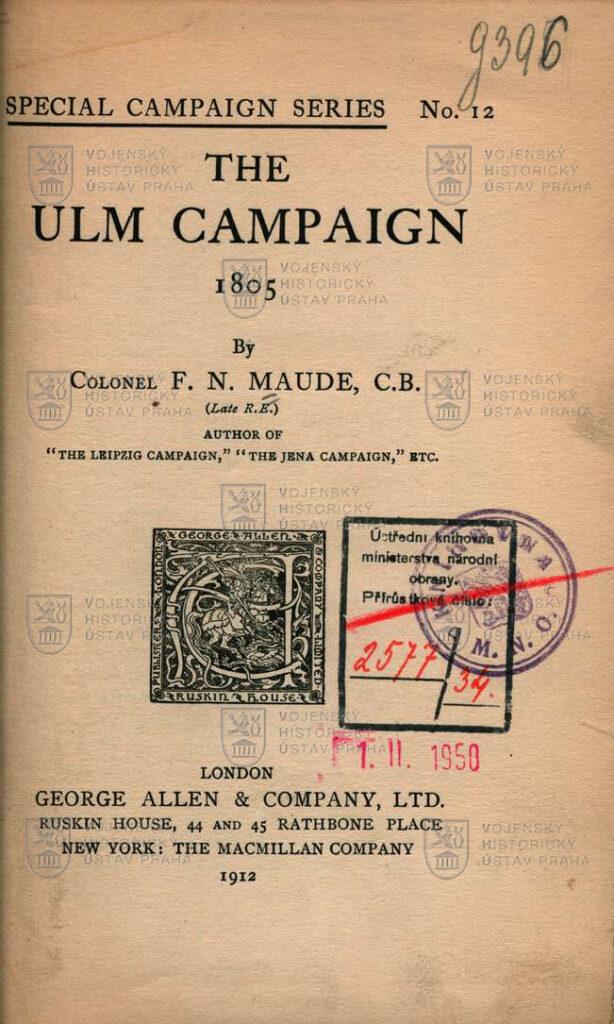 9396
SPECIAL CAMPAIGN SERIES No. 12
THE
ULM CAMPAIGN
1805
By
COLONEL F. N. MAUDE, C.B.
(Late R.E.)
AUTHOR OF
"THE LEIPZIG CAMPAIGN," "THE JENA CAMPAIGN," ETC.
GEORGE ALLEN
& COMPANY LIMITED
PUBLISHERS LONDON
RUSKIN HOUSE
Ústřední knihovna
ministerstva národní
obrany.
Přírůstkové číslo:
2577/34.
KNIHOVNA
M. N. O.
1. II. 1950
LONDON
GEORGE ALLEN & COMPANY, LTD.
RUSKIN HOUSE, 44 AND 45 RATHBONE PLACE
NEW YORK: THE MACMILLAN COMPANY
1912
VOJENSKÝ
HISTORICKÝ
ÚSTAV PRAHA